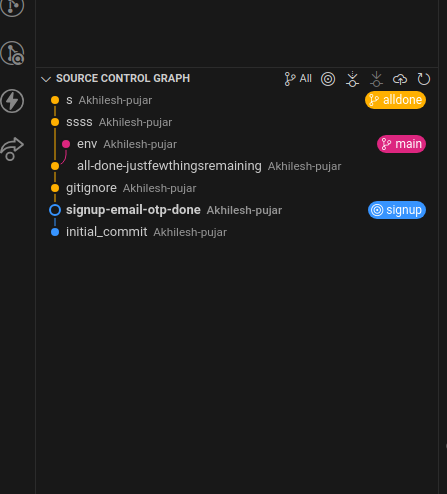 SOURCE CONTROL GRAPH All
s Akhilesh-pujar alldone
ssss Akhilesh-pujar
env Akhilesh-pujar main
all-done-justfewthingsremaining Akhilesh-pujar
gitignore Akhilesh-pujar
signup-email-otp-done Akhilesh-pujar signup
initial_commit Akhilesh-pujar